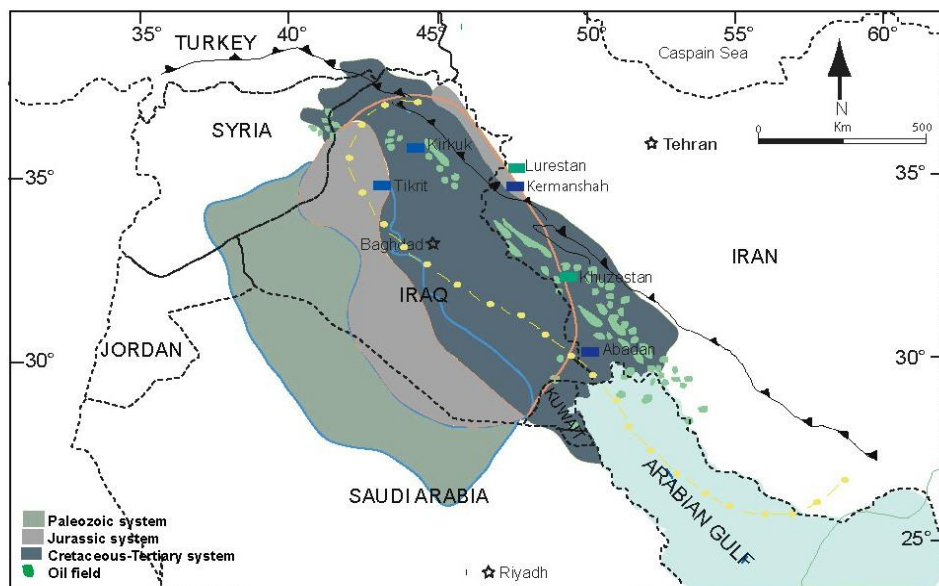 35°
40°
45°
50°
55°
60°
TURKEY
Caspain Sea
N
0 Km 500
SYRIA
Kirkuk
Tehran
Lurestan
35°
Tikrit
Kermanshah
35°
Baghdad
IRAN
Khuzestan
IRAQ
JORDAN
30°
Abadan
30°
KUWAIT
ARABIAN GULF
SAUDI ARABIA
Paleozoic system
Jurassic system
Cretaceous-Tertiary system
Oil field
25°
Riyadh